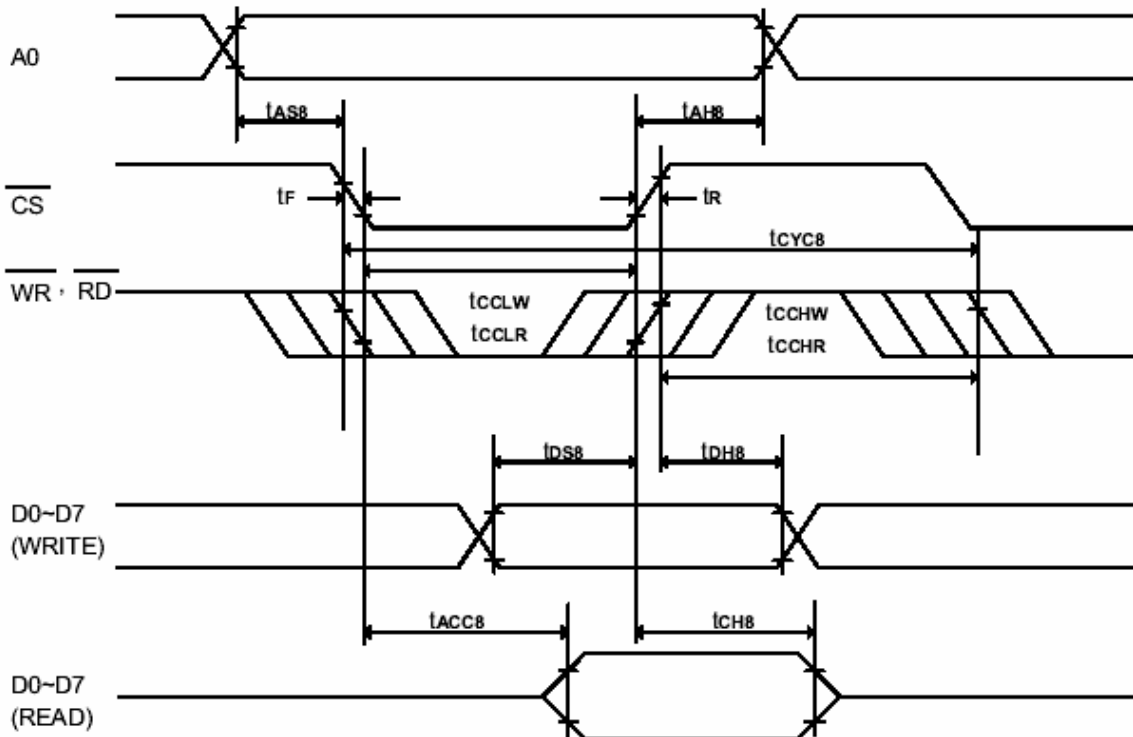 A0
tAS8
tAH8
CS
tF
tR
tCYC8
WR , RD
tCCLW
tCCLR
tCCHW
tCCHR
tDS8
tDH8
D0~D7
(WRITE)
tACC8
tCH8
D0~D7
(READ)